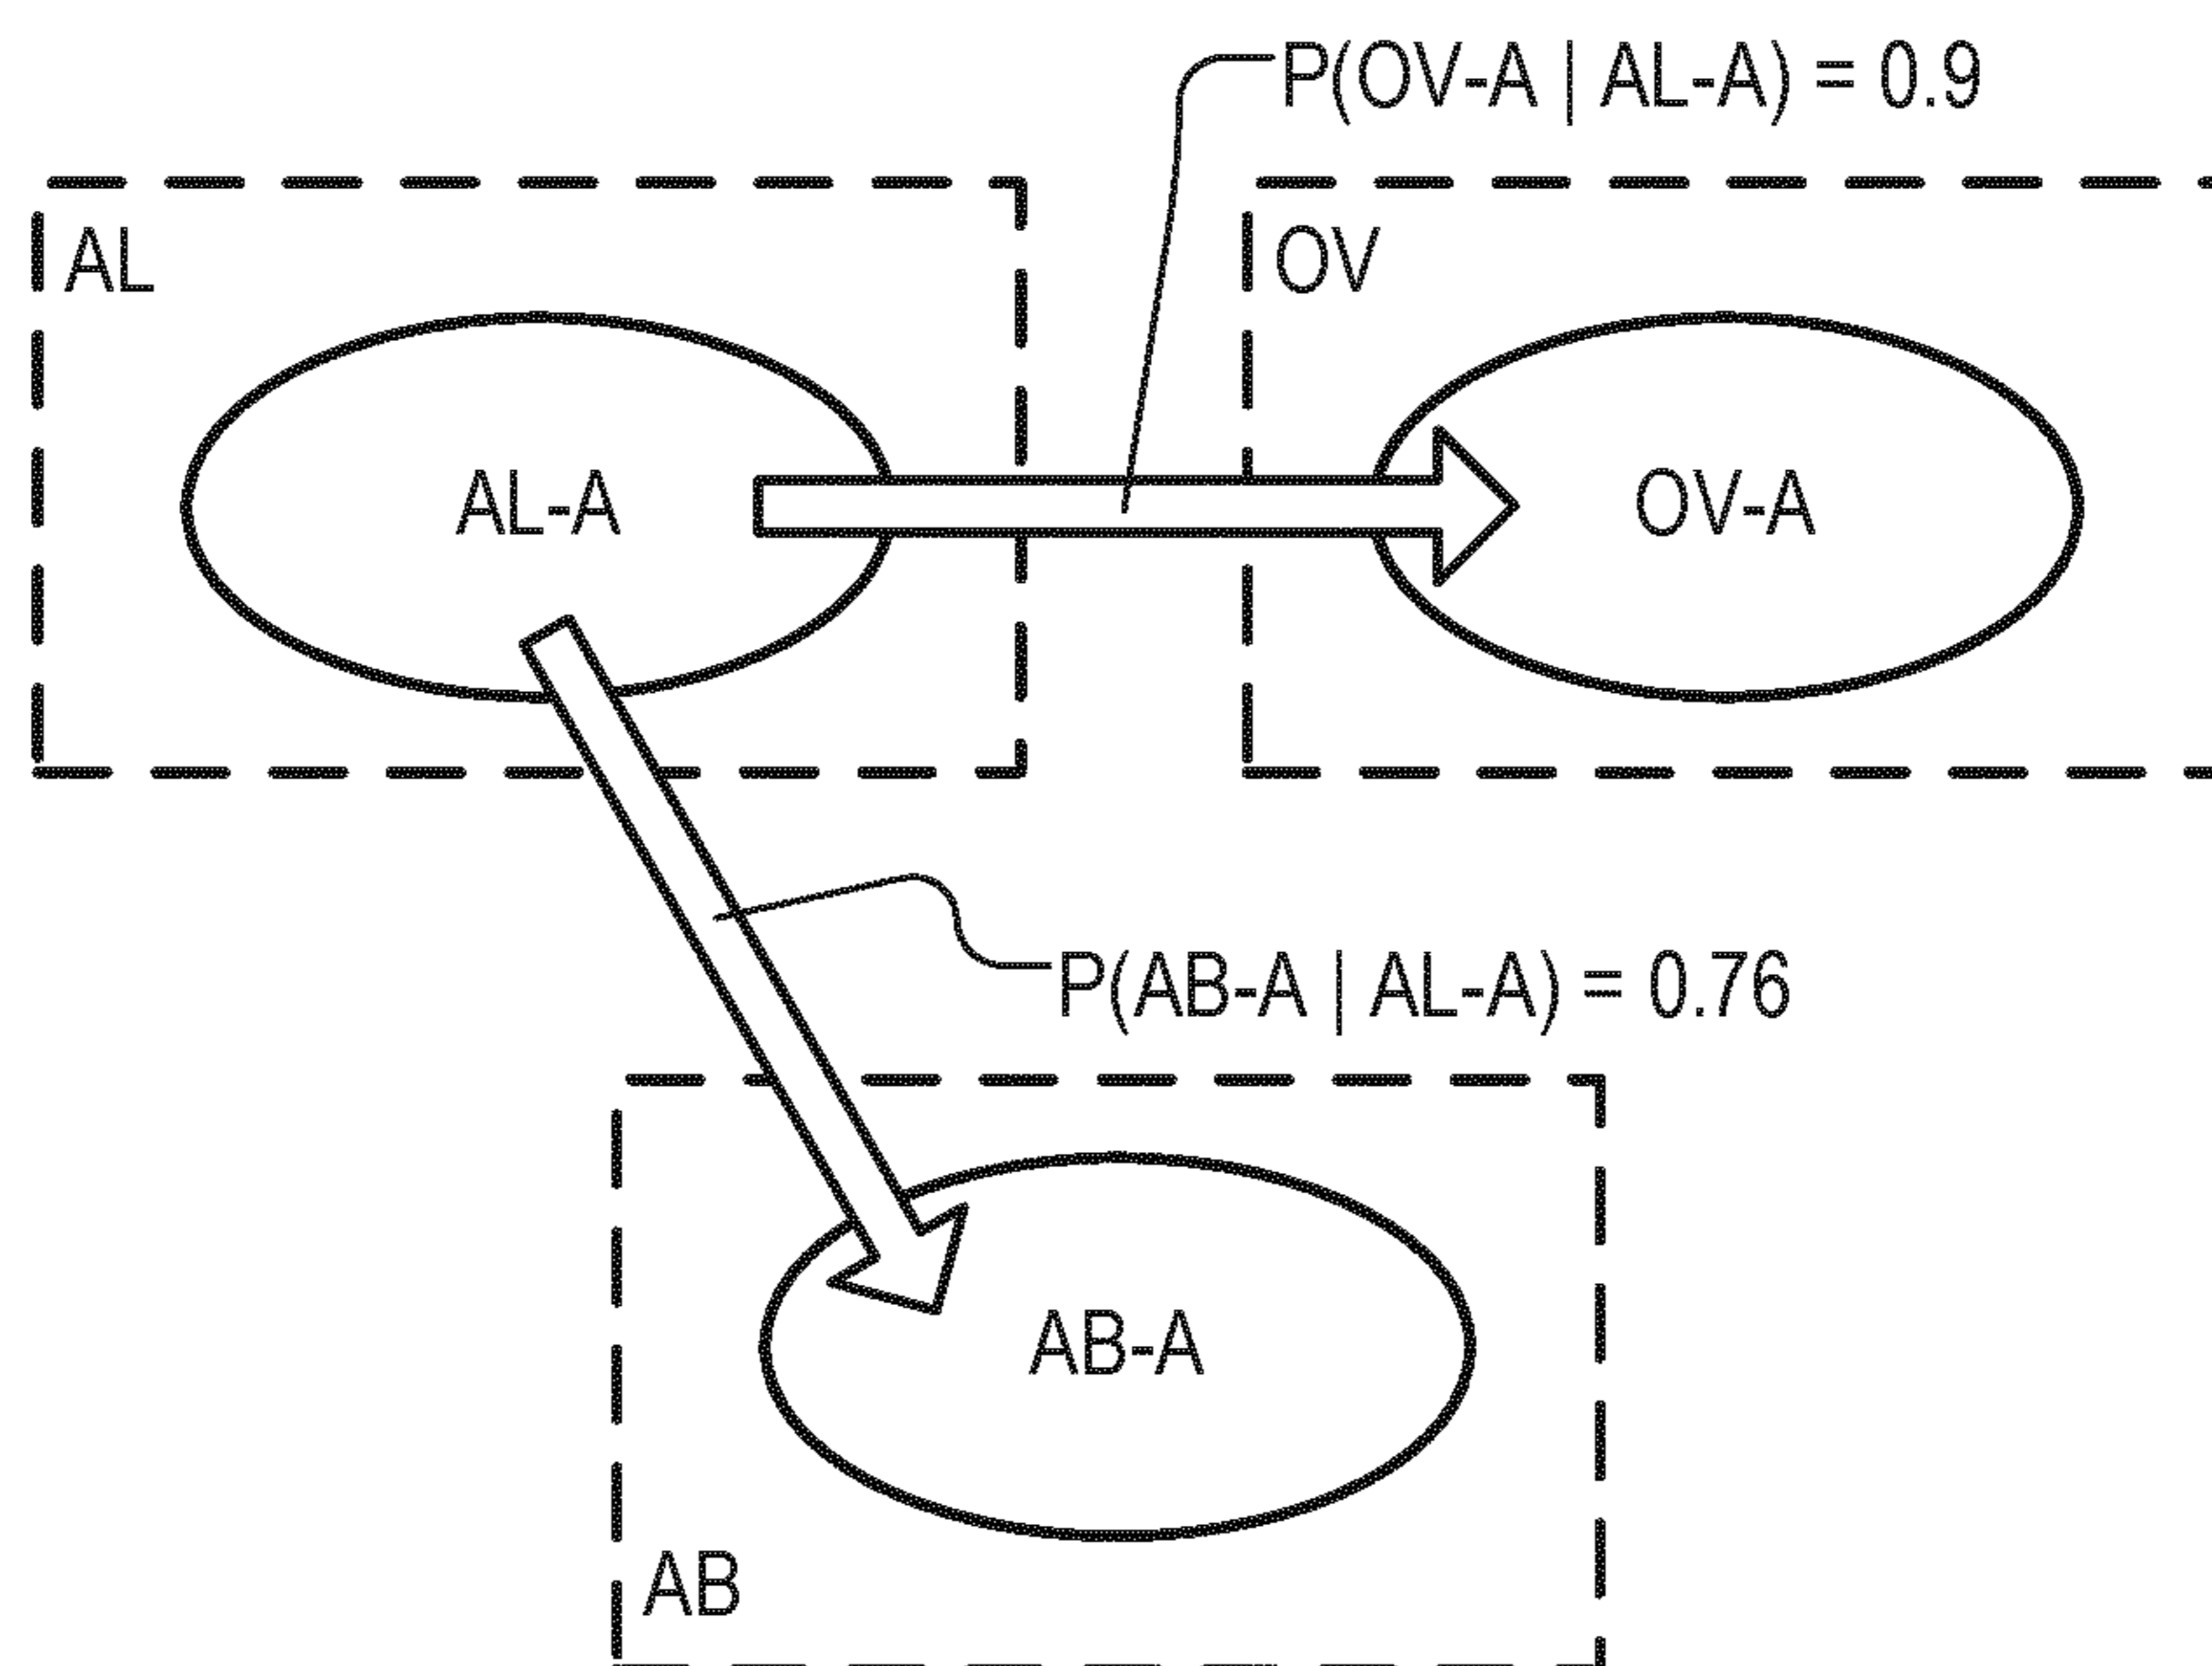 P(OV-A | AL-A) = 0.9
AL
OV
AL-A
OV-A
P(AB-A | AL-A) = 0.76
AB-A
AB